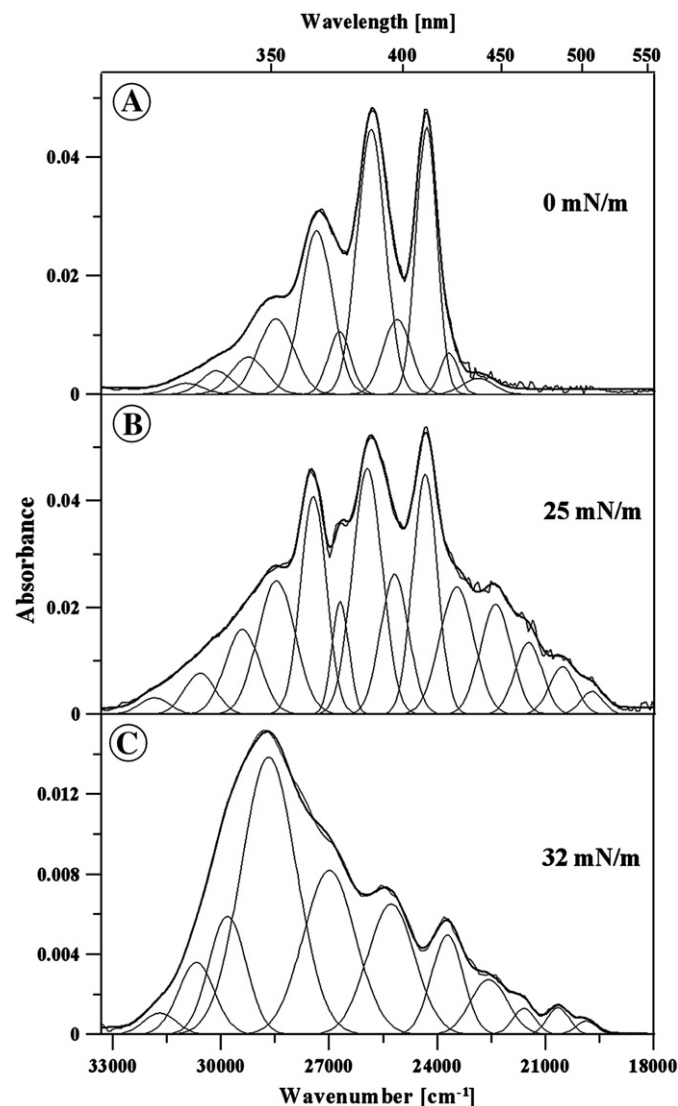 Wavelength [nm]
350 400 450 500 550
A
0.04
0 mN/m
0.02
0
B
0.04
25 mN/m
Absorbance
0.02
0
C
0.012
32 mN/m
0.008
0.004
0
33000 30000 27000 24000 21000 18000
Wavenumber [cm⁻¹]